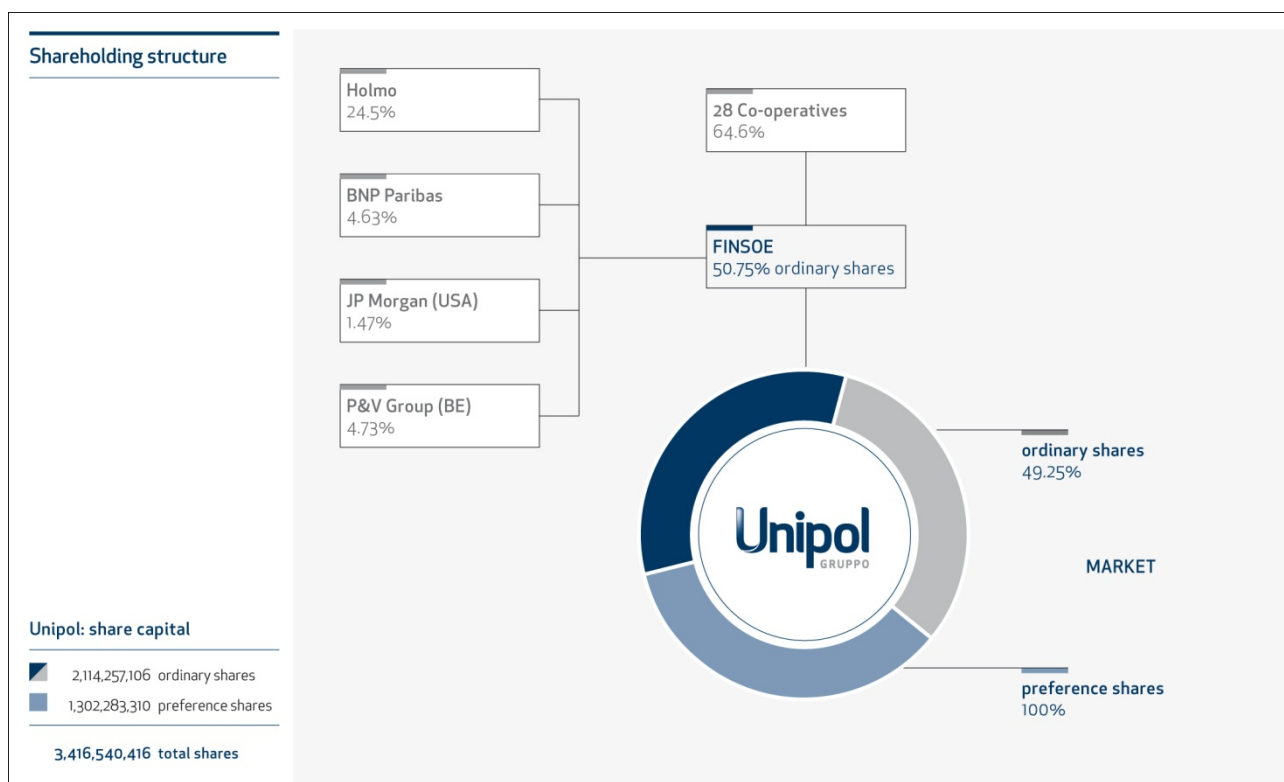 Shareholding structure
Holmo
24.5%
28 Co-operatives
64.6%
BNP Paribas
4.63%
FINSOE
50.75% ordinary shares
JP Morgan (USA)
1.47%
P&V Group (BE)
4.73%
ordinary shares
49.25%
Unipol
GRUPPO
MARKET
preference shares
100%
Unipol: share capital
2,114,257,106 ordinary shares
1,302,283,310 preference shares
3,416,540,416 total shares